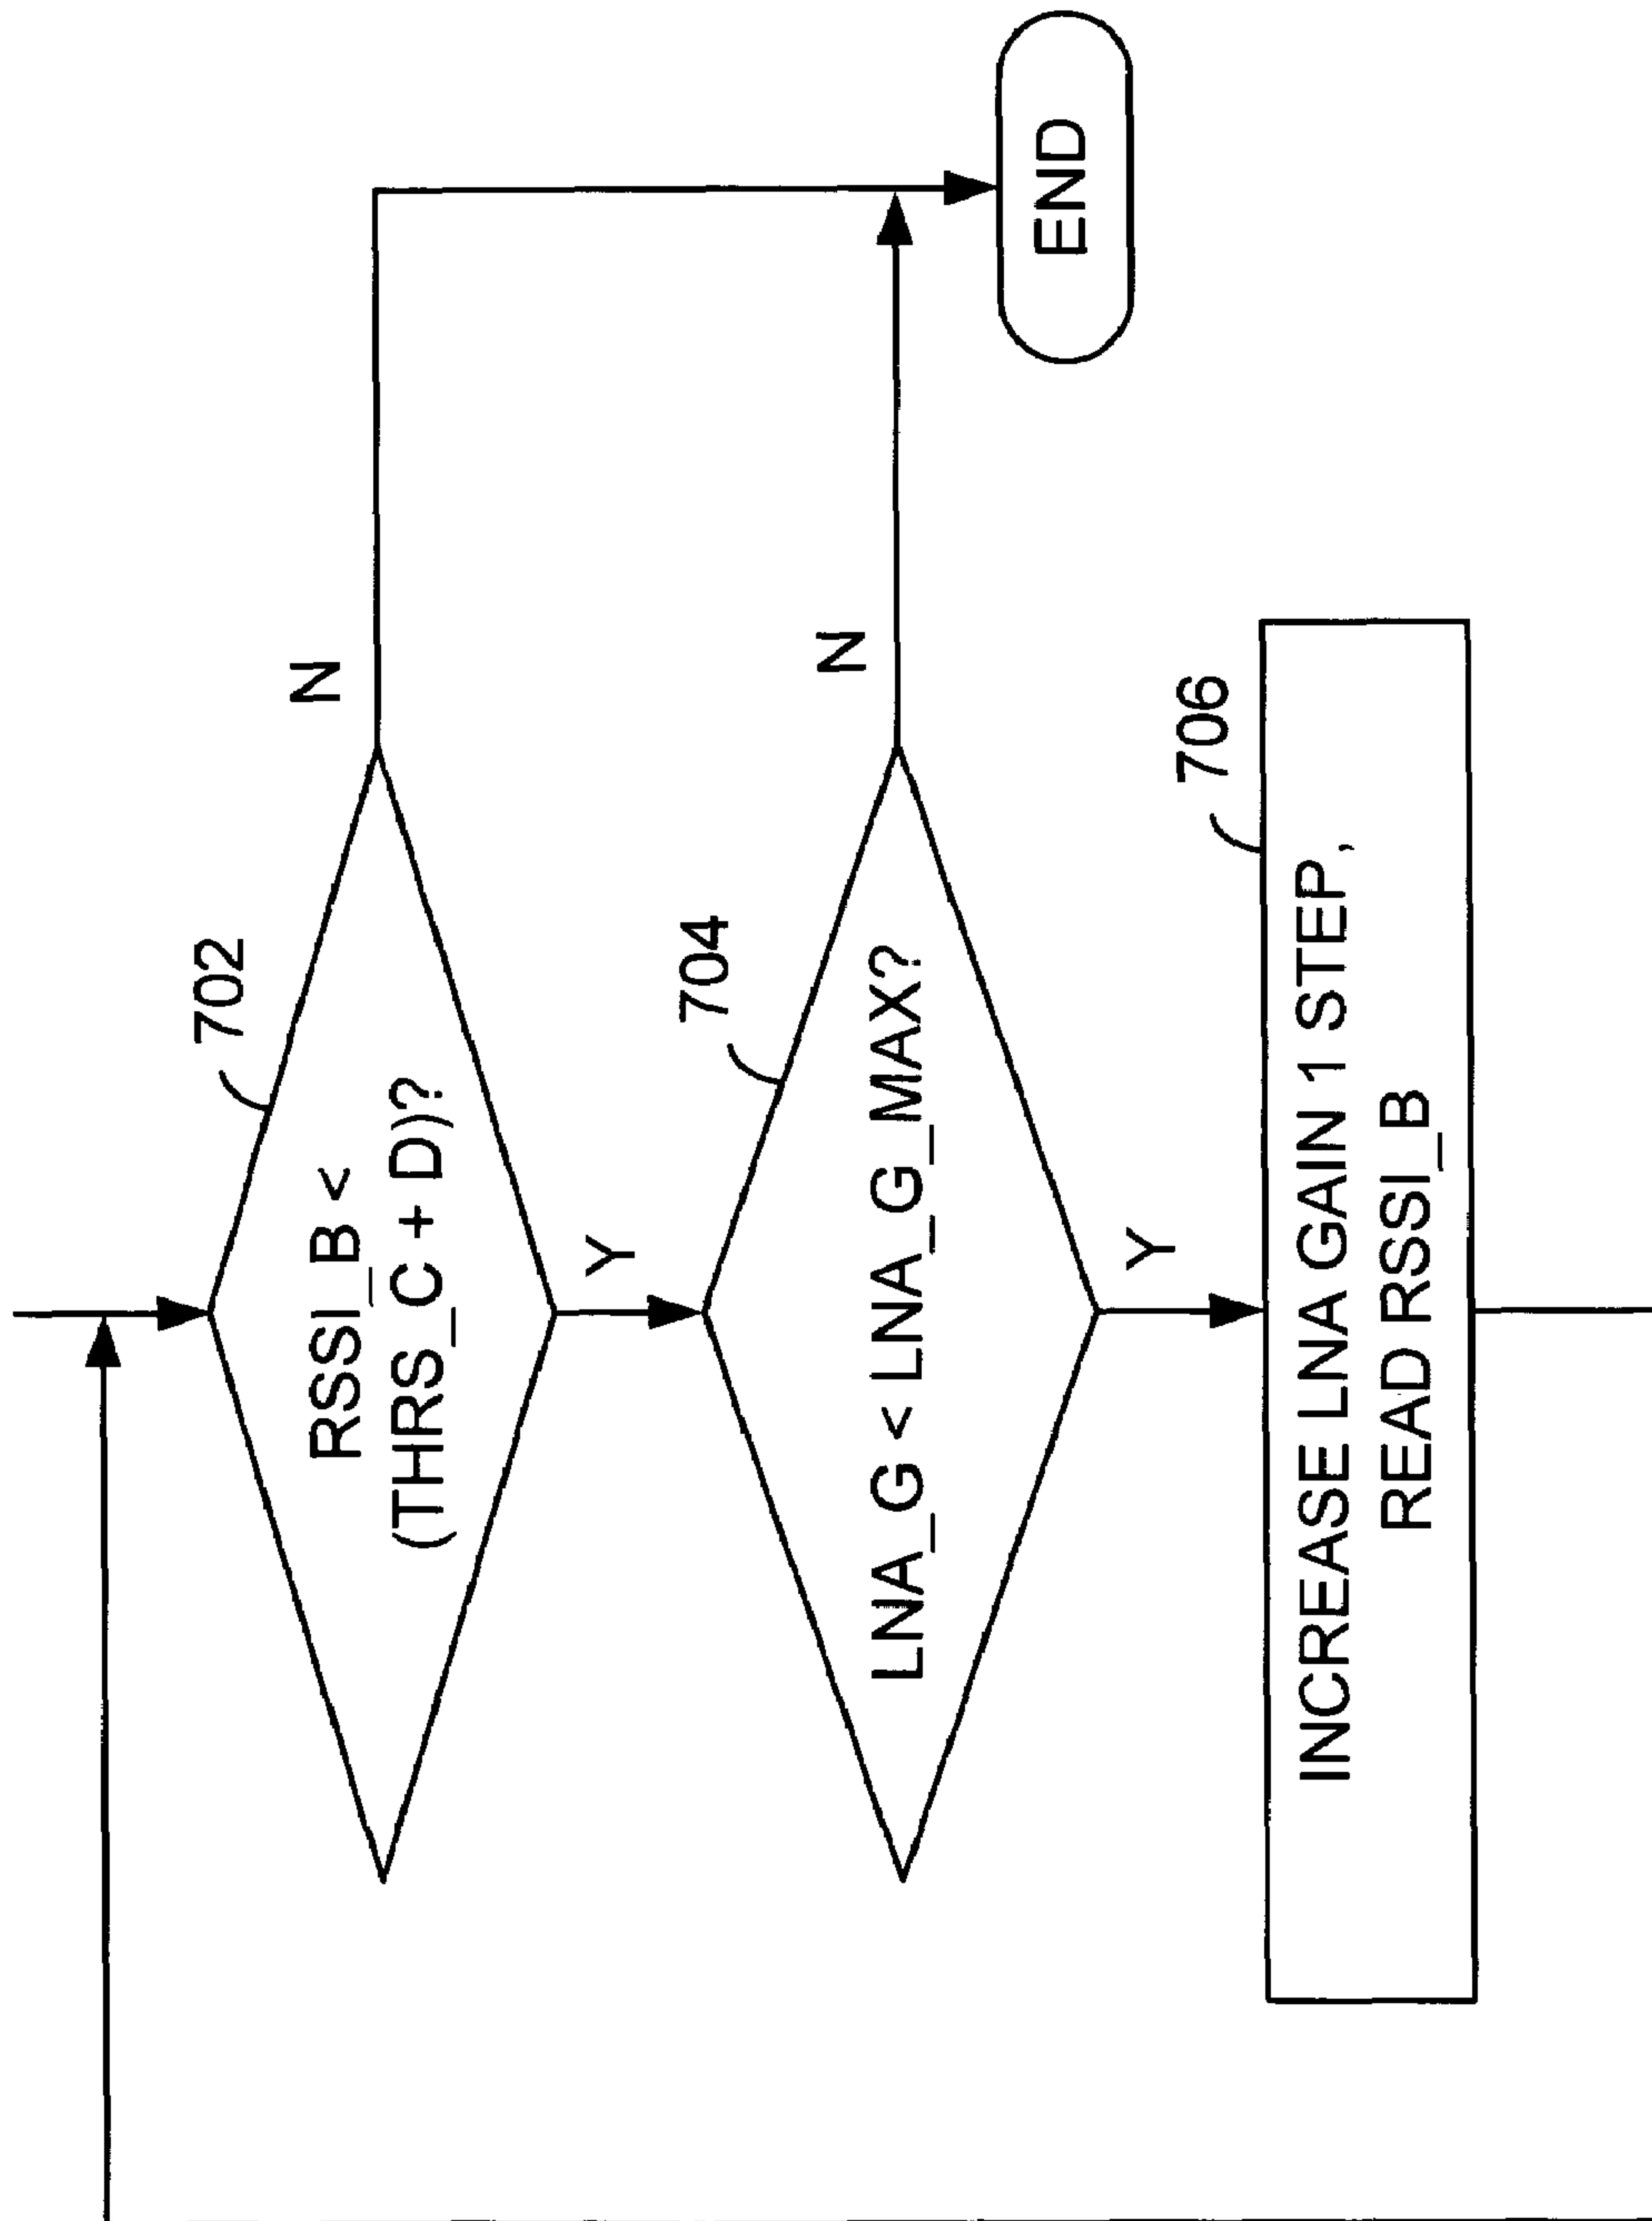 702
RSSI_B <
(THRS_C + D)?
N
Y
704
LNA_G < LNA_G_MAX?
N
Y
END
706
INCREASE LNA GAIN 1 STEP,
READ RSSI_B